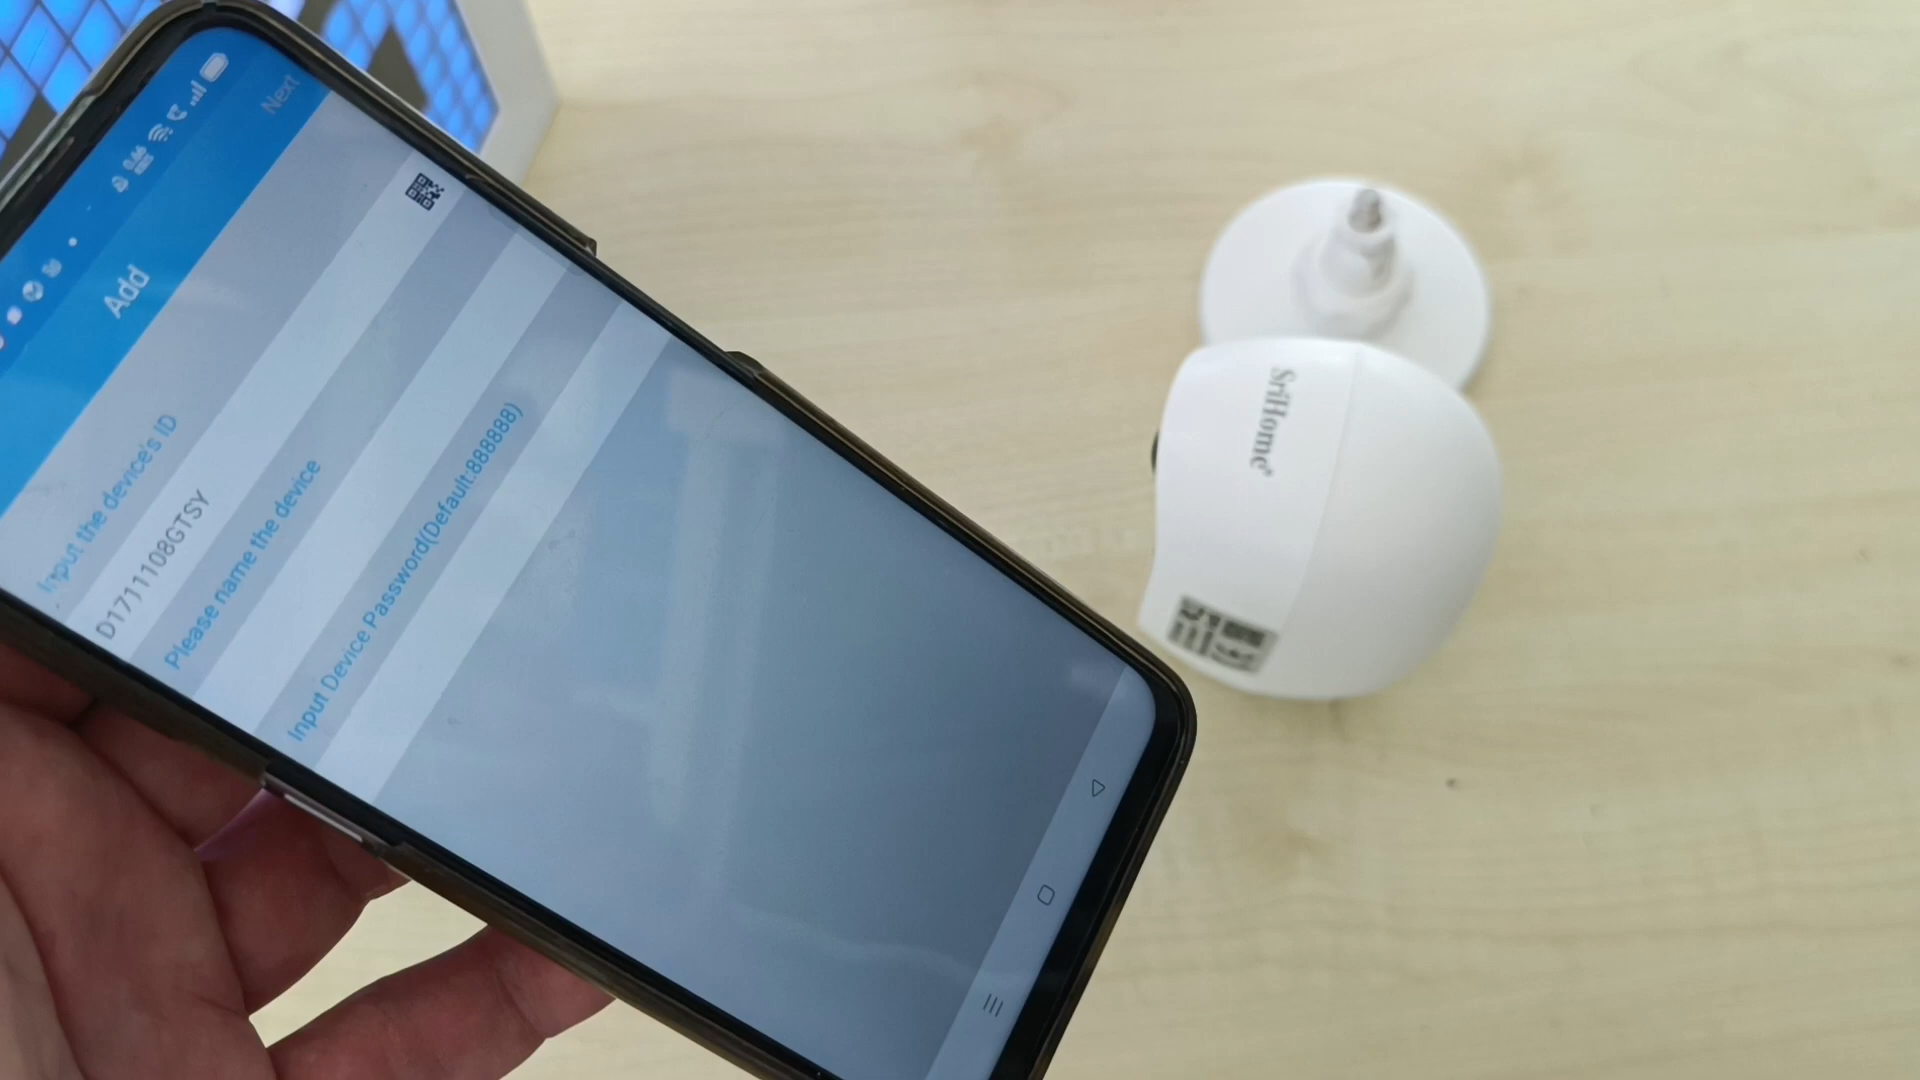 Next
Add
Input the device's ID
D1711108GTSY
Please name the device
Input Device Password(Default:888888)
SriHome